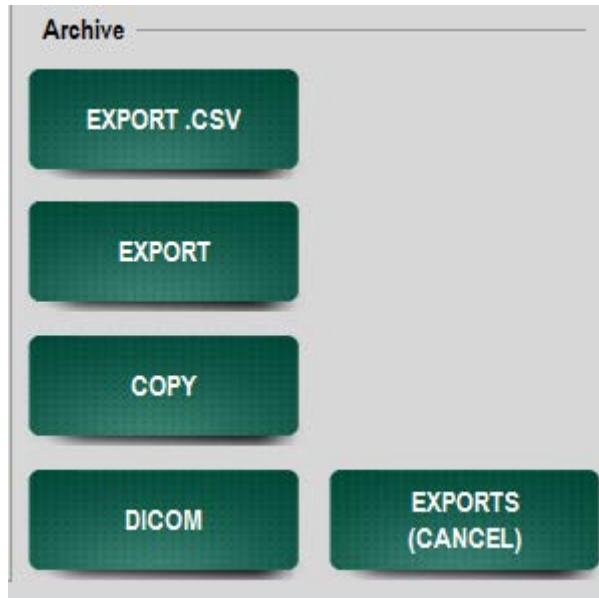 Archive
EXPORT .CSV
EXPORT
COPY
DICOM
EXPORTS
(CANCEL)